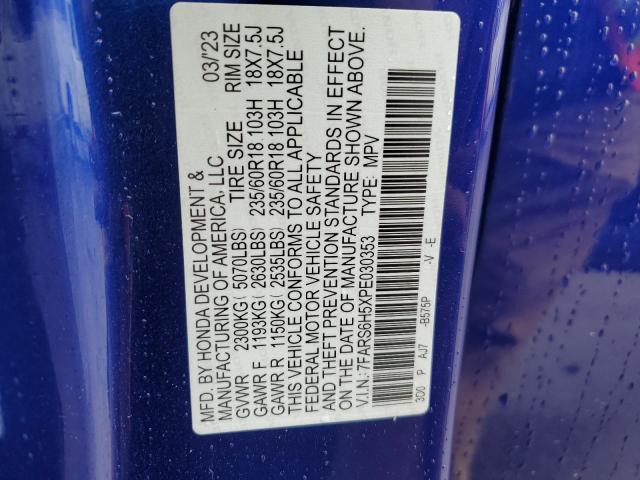 MFD. BY HONDA DEVELOPMENT &
MANUFACTURING OF AMERICA, LLC 03/23
GVWR 2300KG( 5070LBS) TIRE SIZE RIM SIZE
GAWR F 1193KG ( 2630LBS) 235/60R18 103H 18X7.5J
GAWR R 1150KG ( 2535LBS) 235/60R18 103H 18X7.5J
THIS VEHICLE CONFORMS TO ALL APPLICABLE
FEDERAL MOTOR VEHICLE SAFETY
AND THEFT PREVENTION STANDARDS IN EFFECT
ON THE DATE OF MANUFACTURE SHOWN ABOVE.
V.I.N.: 7FARS6H5XPE030353 TYPE: MPV
3O0 P AJ7 -B575P -V -E